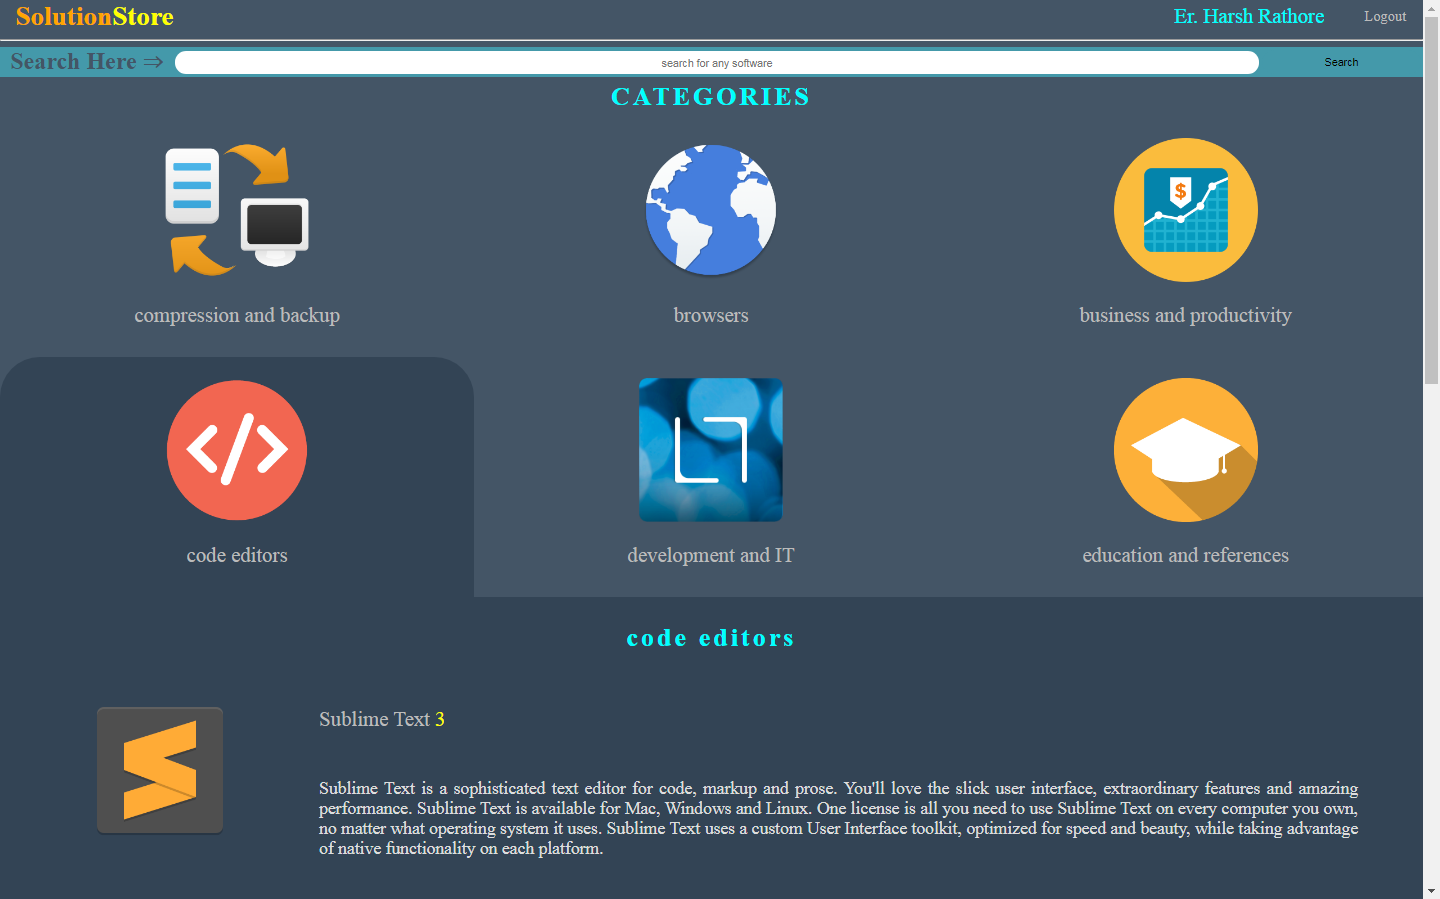 SolutionStore
Er. Harsh Rathore
Logout
Search Here ⇒
search for any software
Search
CATEGORIES
compression and backup
browsers
business and productivity
code editors
development and IT
education and references
code editors
Sublime Text 3
Sublime Text is a sophisticated text editor for code, markup and prose. You'll love the slick user interface, extraordinary features and amazing
performance. Sublime Text is available for Mac, Windows and Linux. One license is all you need to use Sublime Text on every computer you own,
no matter what operating system it uses. Sublime Text uses a custom User Interface toolkit, optimized for speed and beauty, while taking advantage
of native functionality on each platform.